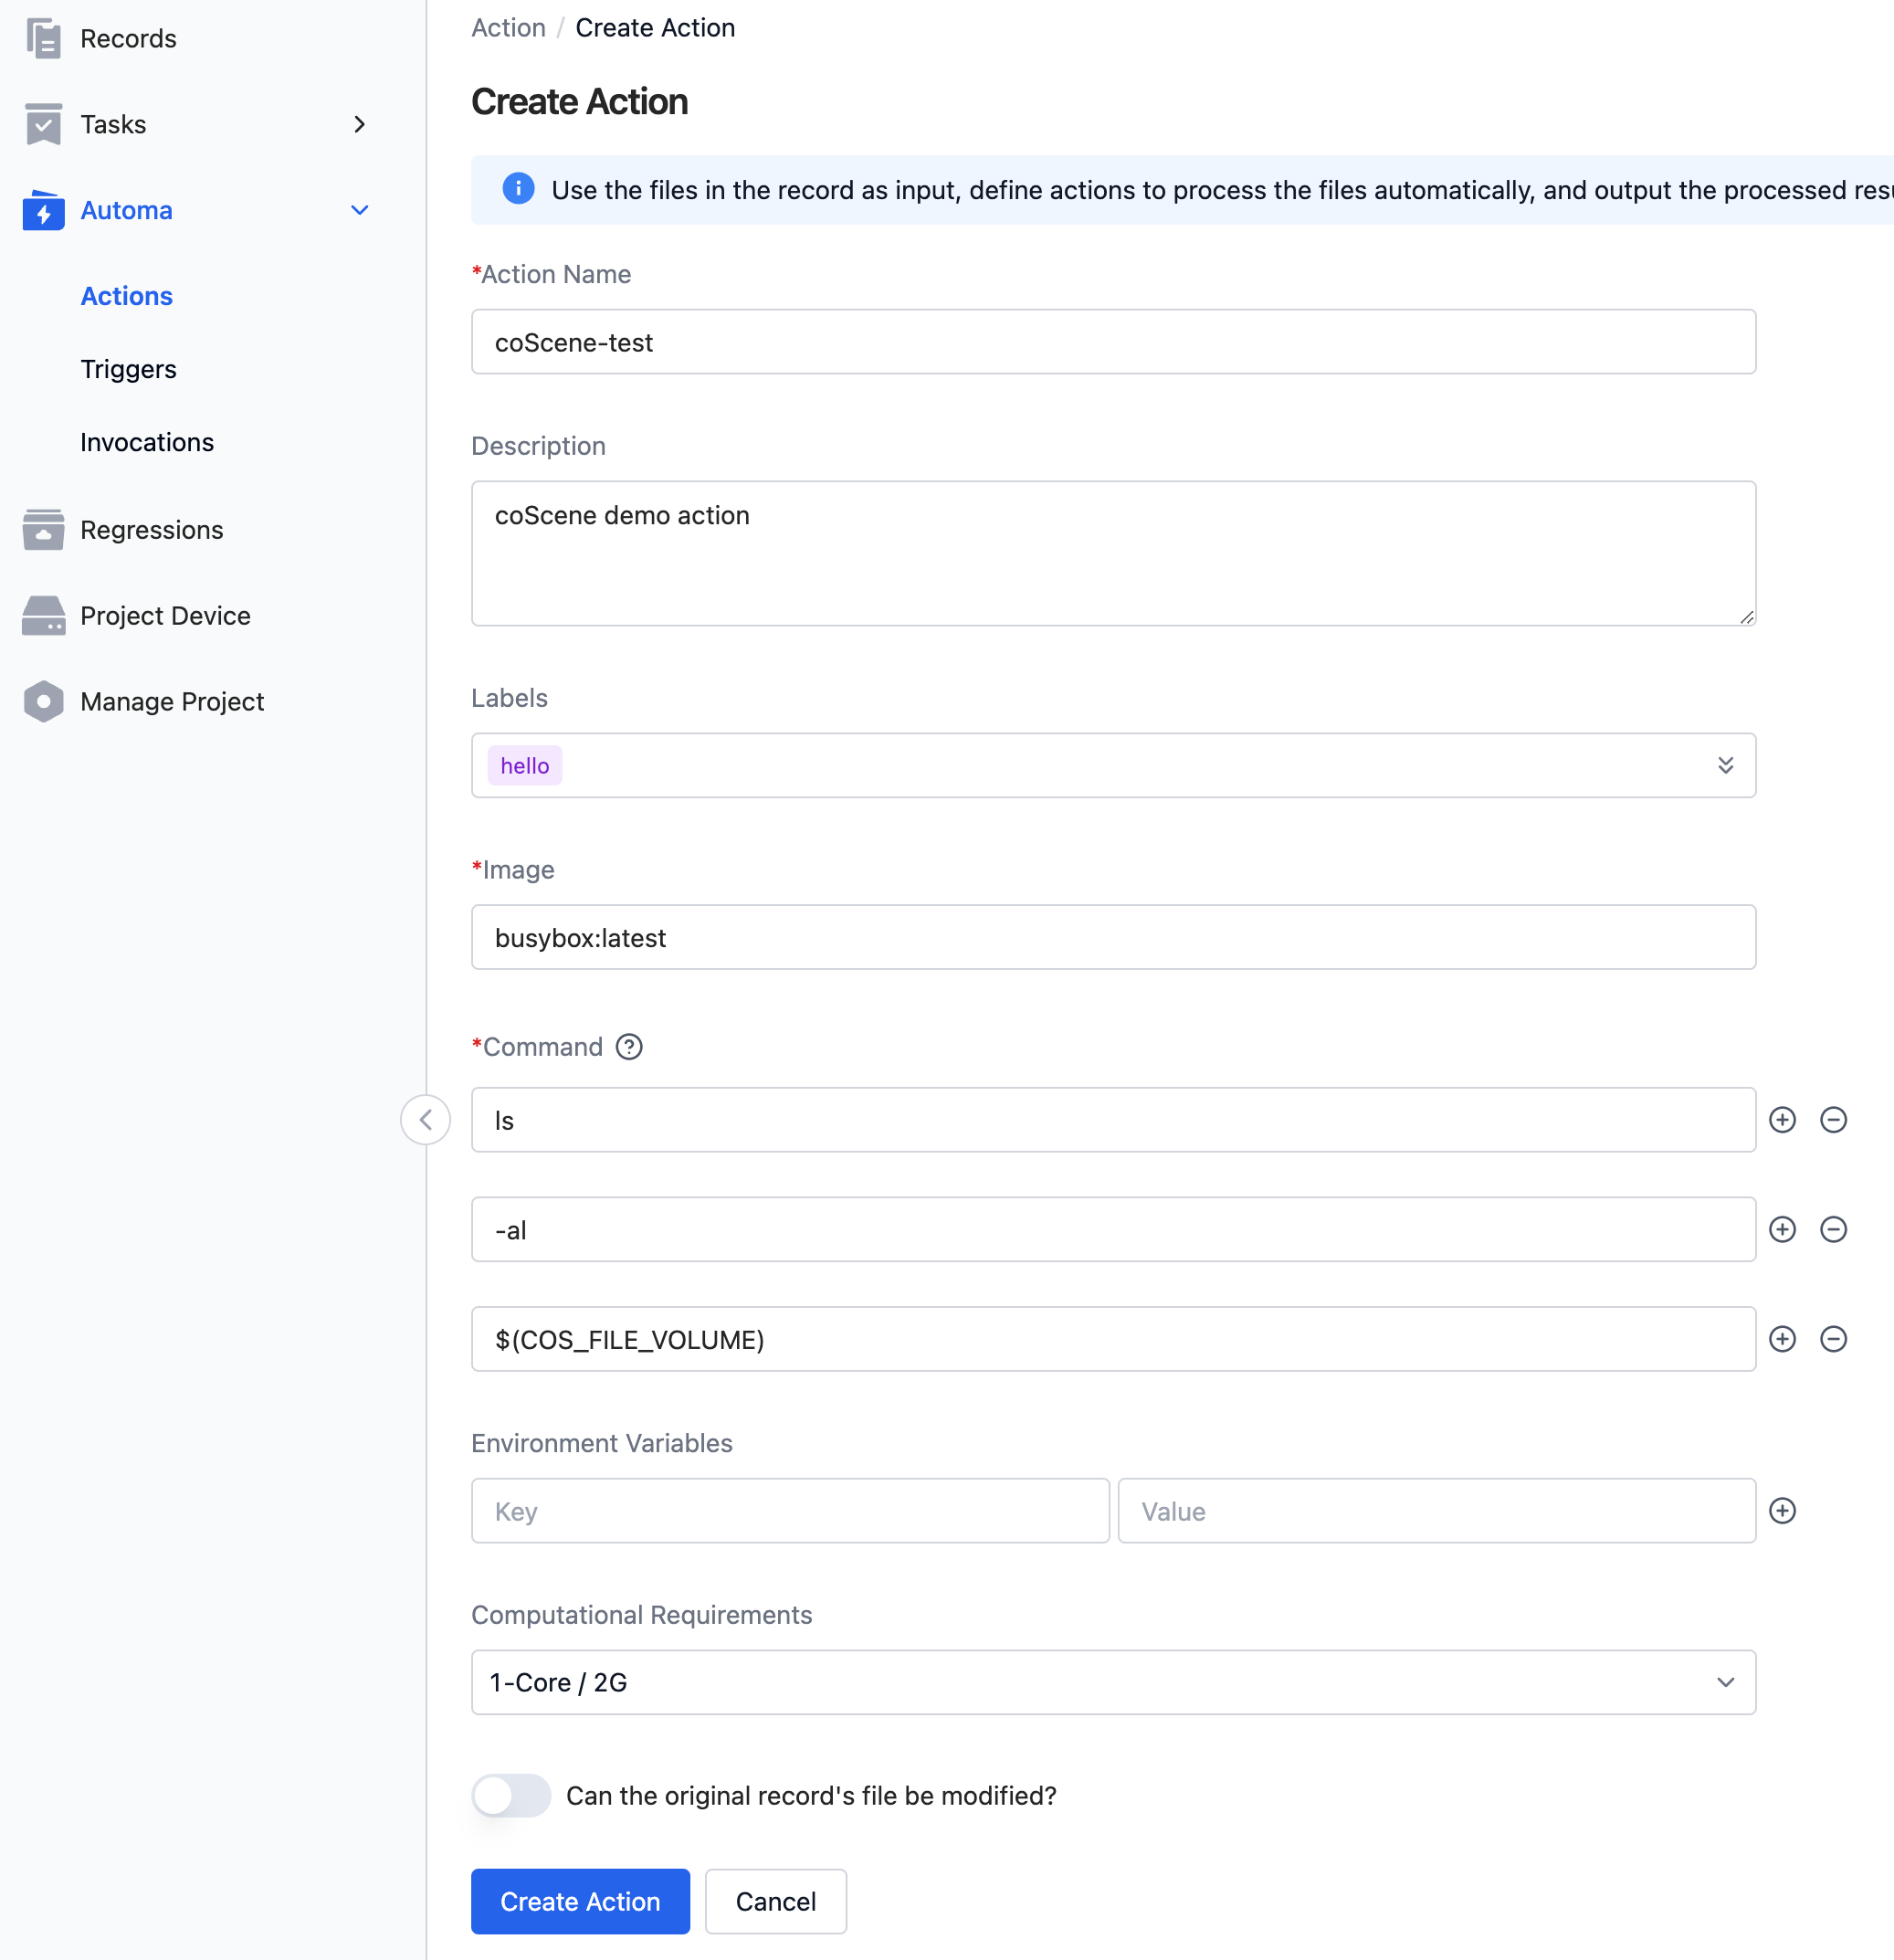 Records
Tasks
Automa
Actions
Triggers
Invocations
Regressions
Project Device
Manage Project
Action / Create Action
Create Action
Use the files in the record as input, define actions to process the files automatically, and output the processed
*Action Name
coScene-test
Description
coScene demo action
Labels
hello
*Image
busybox:latest
*Command
ls
-al
$(COS_FILE_VOLUME)
Environment Variables
Key Value
Computational Requirements
1-Core / 2G
Can the original record's file be modified?
Create Action Cancel